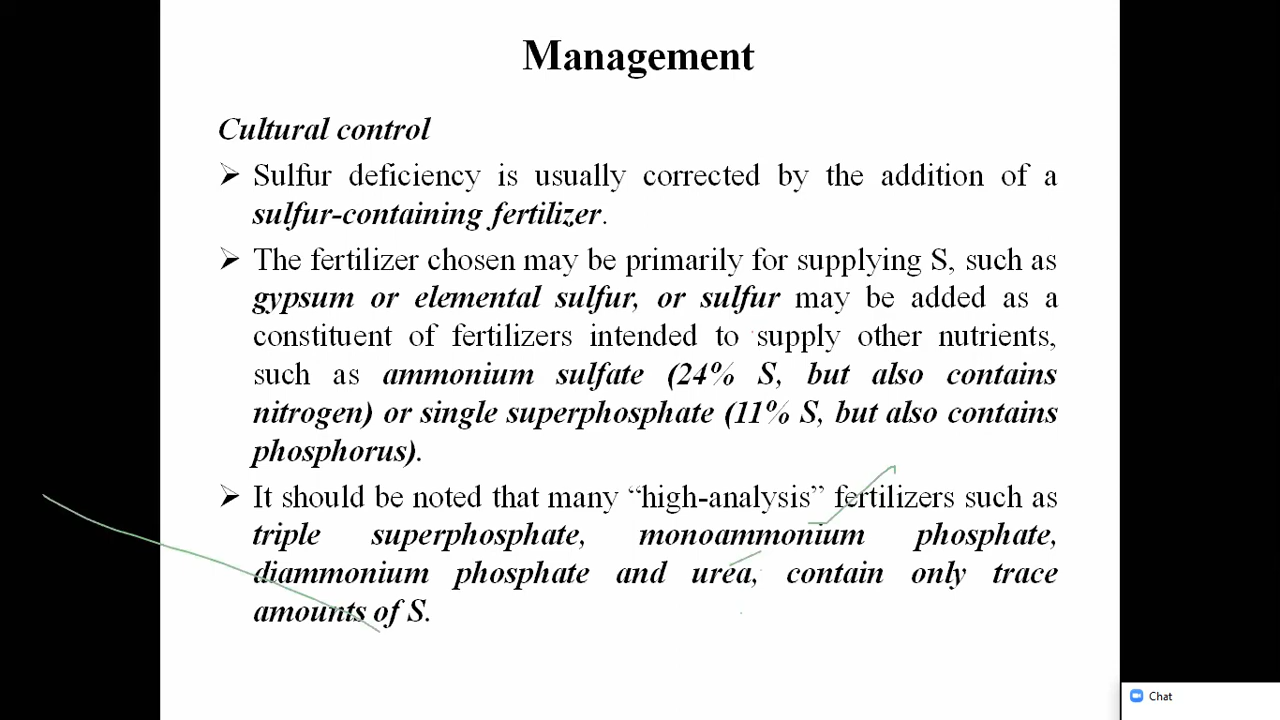 Management
Cultural control
➢ Sulfur deficiency is usually corrected by the addition of a
sulfur-containing fertilizer.
➢ The fertilizer chosen may be primarily for supplying S, such as
gypsum or elemental sulfur, or sulfur may be added as a
constituent of fertilizers intended to supply other nutrients,
such as ammonium sulfate (24% S, but also contains
nitrogen) or single superphosphate (11% S, but also contains
phosphorus).
➢ It should be noted that many “high-analysis” fertilizers such as
triple superphosphate, monoammonium phosphate,
diammonium phosphate and urea, contain only trace
amounts of S.
Chat